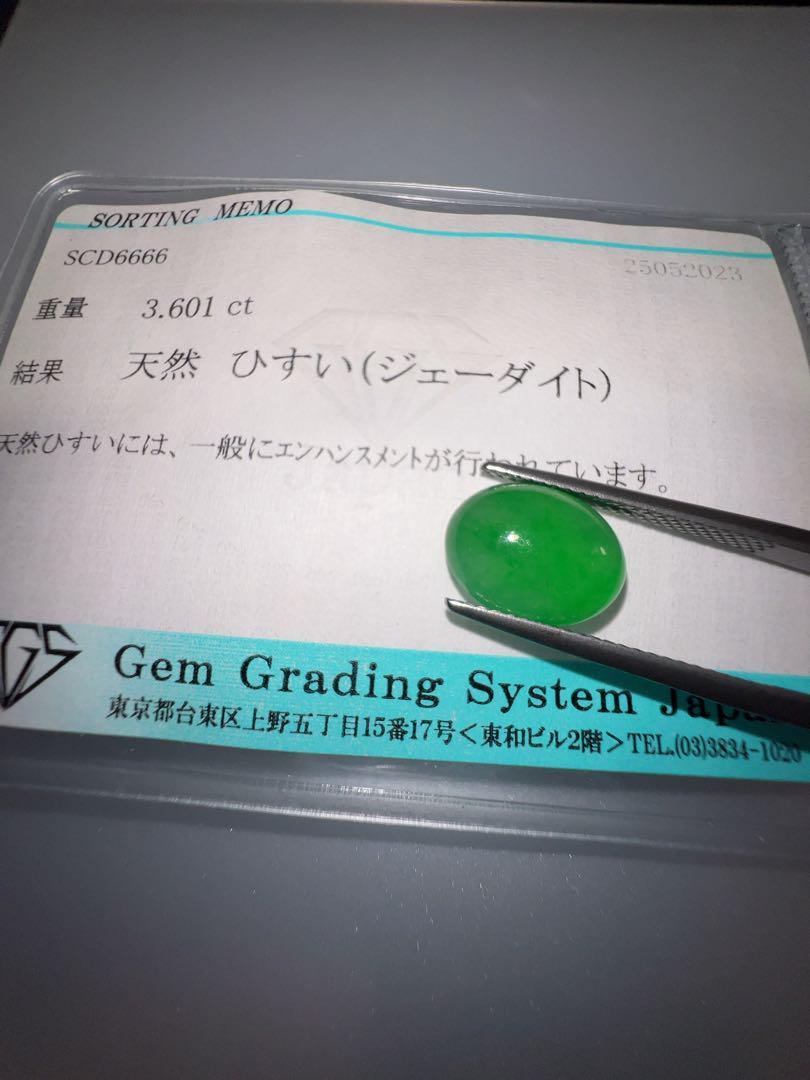 SORTING MEMO
SCD6666
25052023
重量 3.601 ct
結果 天然 ひすい(ジェーダイト)
天然ひすいには、一般にエンハンスメントが行われています。
GS
Gem Grading System Japan
東京都台東区上野五丁目15番17号<東和ビル2階>TEL.(03)3834-1020